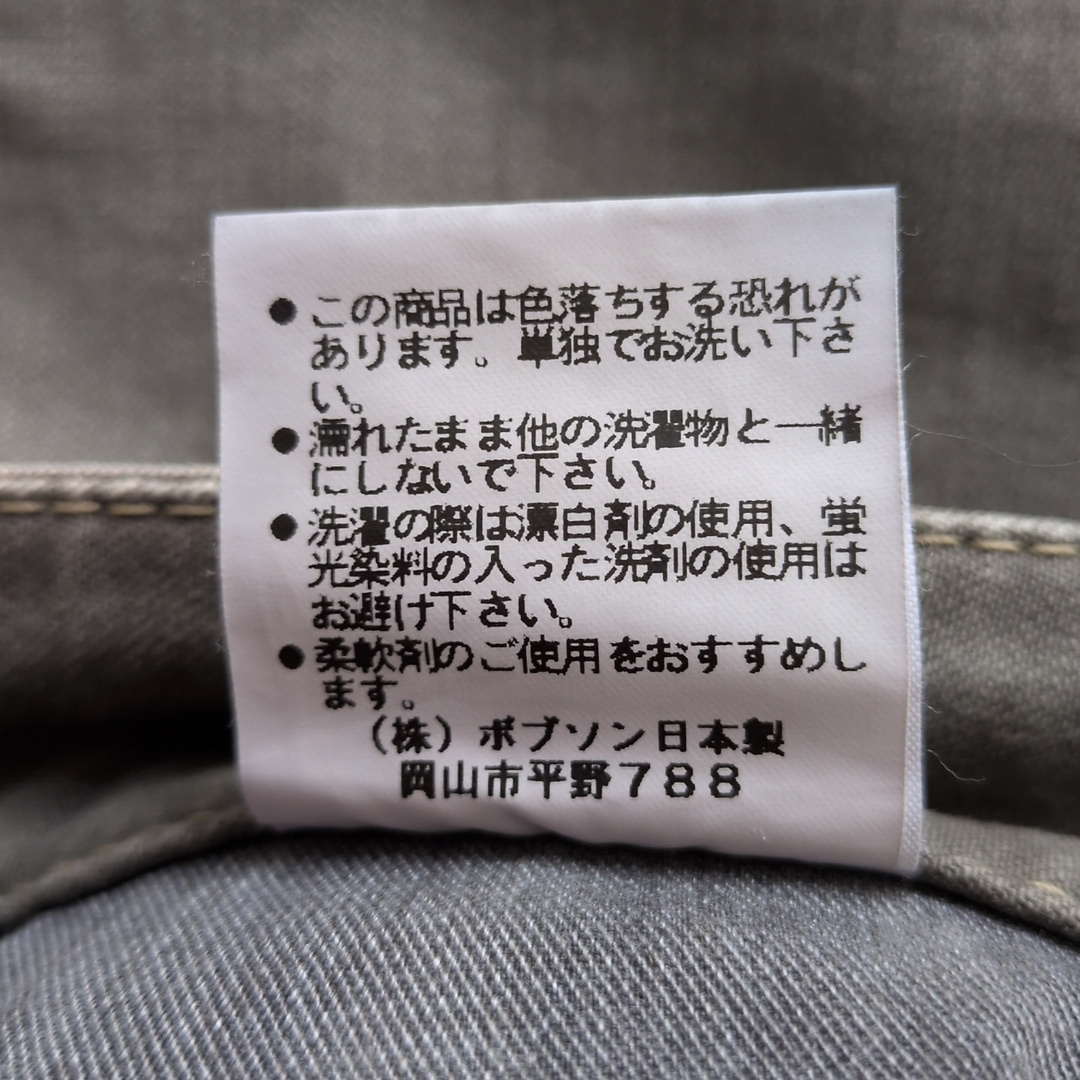 ●この商品は色落ちする恐れが
あります。単独でお洗い下さ
い。
●濡れたまま他の洗濯物と一緒
にしないで下さい。
●洗濯の際は漂白剤の使用、蛍
光染料の入った洗剤の使用は
お避け下さい。
●柔軟剤のご使用をおすすめし
ます。
（株）ボブソン日本製
岡山市平野788